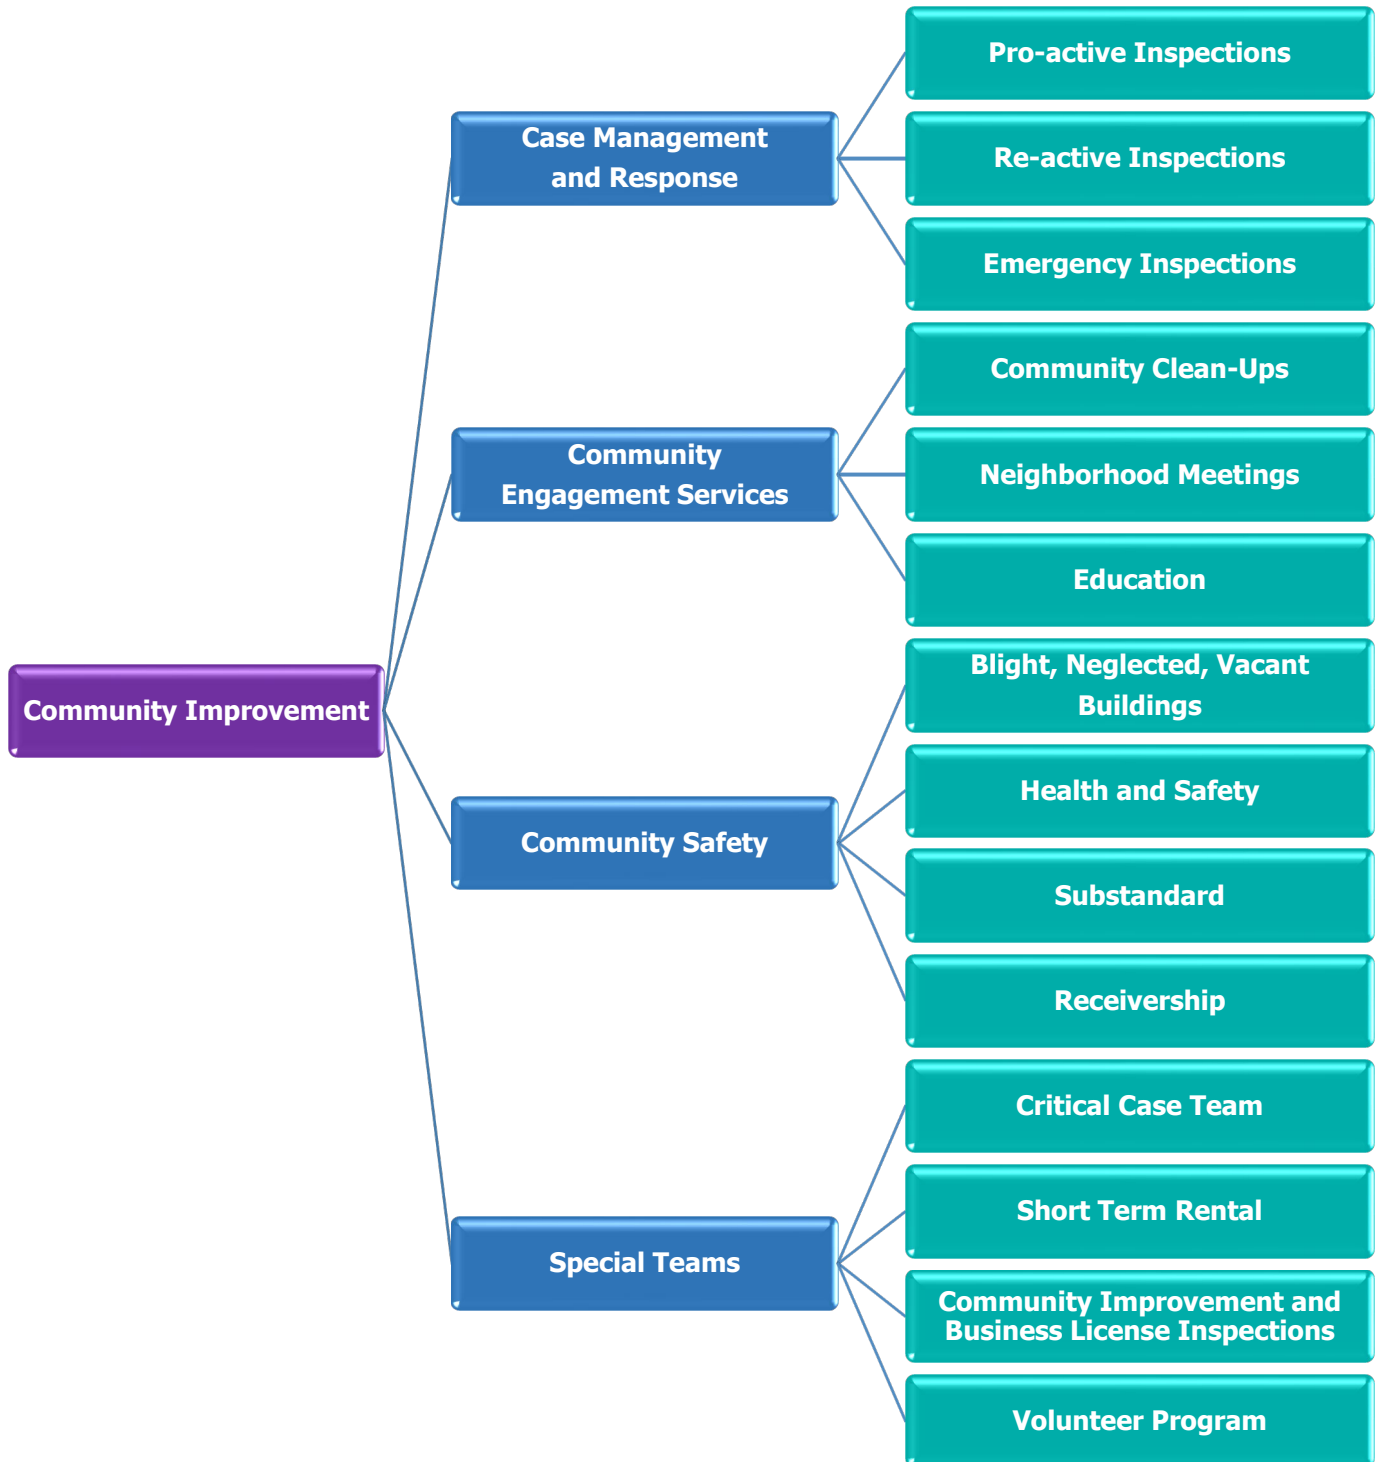 Community Improvement
Case Management
and Response
Pro-active Inspections
Re-active Inspections
Emergency Inspections
Community
Engagement Services
Community Clean-Ups
Neighborhood Meetings
Education
Community Safety
Blight, Neglected, Vacant
Buildings
Health and Safety
Substandard
Receivership
Special Teams
Critical Case Team
Short Term Rental
Community Improvement and
Business License Inspections
Volunteer Program